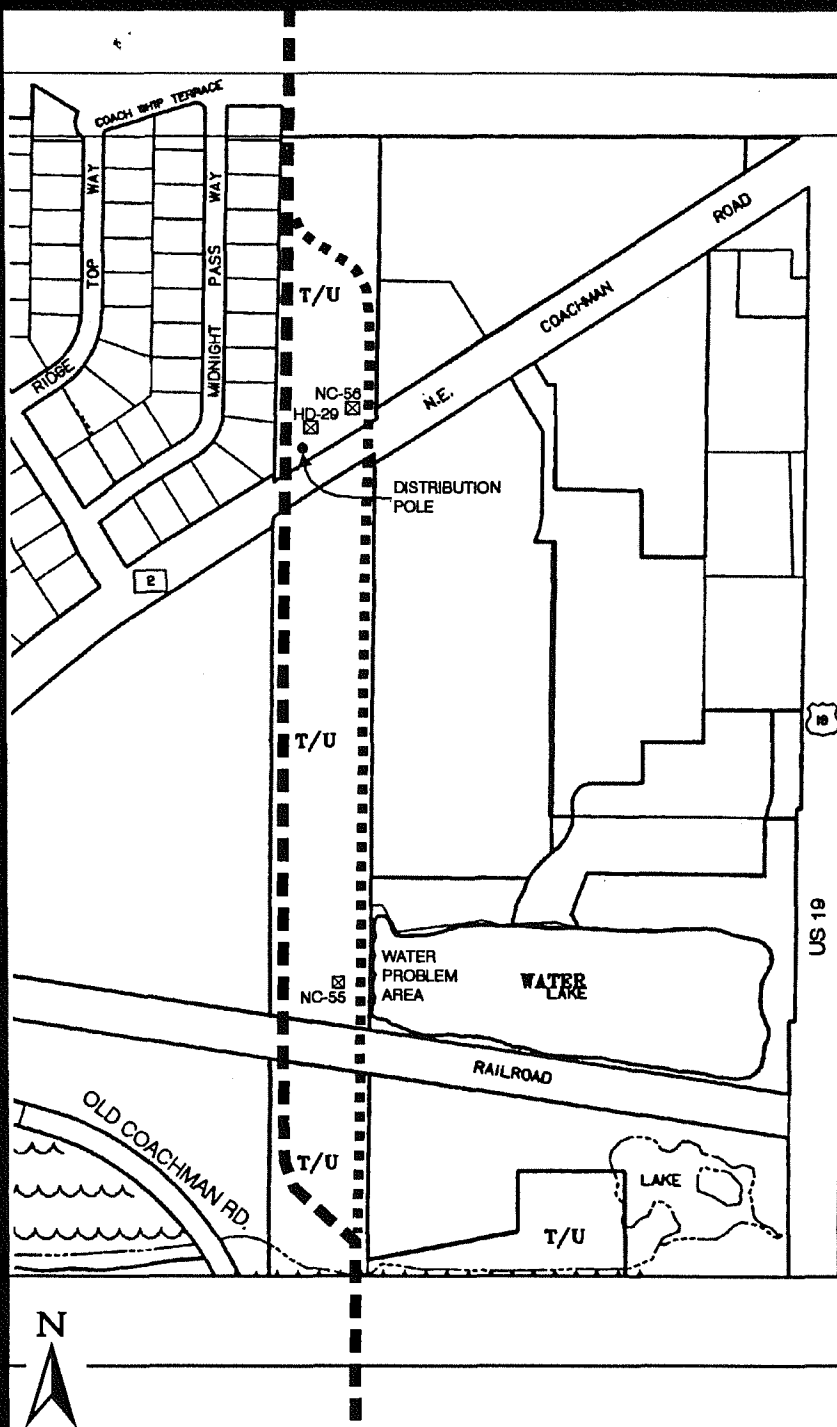 COACH WHIP TERRACE
TOP WAY
MIDNIGHT PASS WAY
RIDGE
T/U
NC-56
HD-29
N.E. COACHMAN ROAD
DISTRIBUTION
POLE
2
T/U
19
US 19
WATER
PROBLEM
AREA
WATER
LAKE
NC-55
RAILROAD
OLD COACHMAN RD.
T/U
LAKE
T/U
N